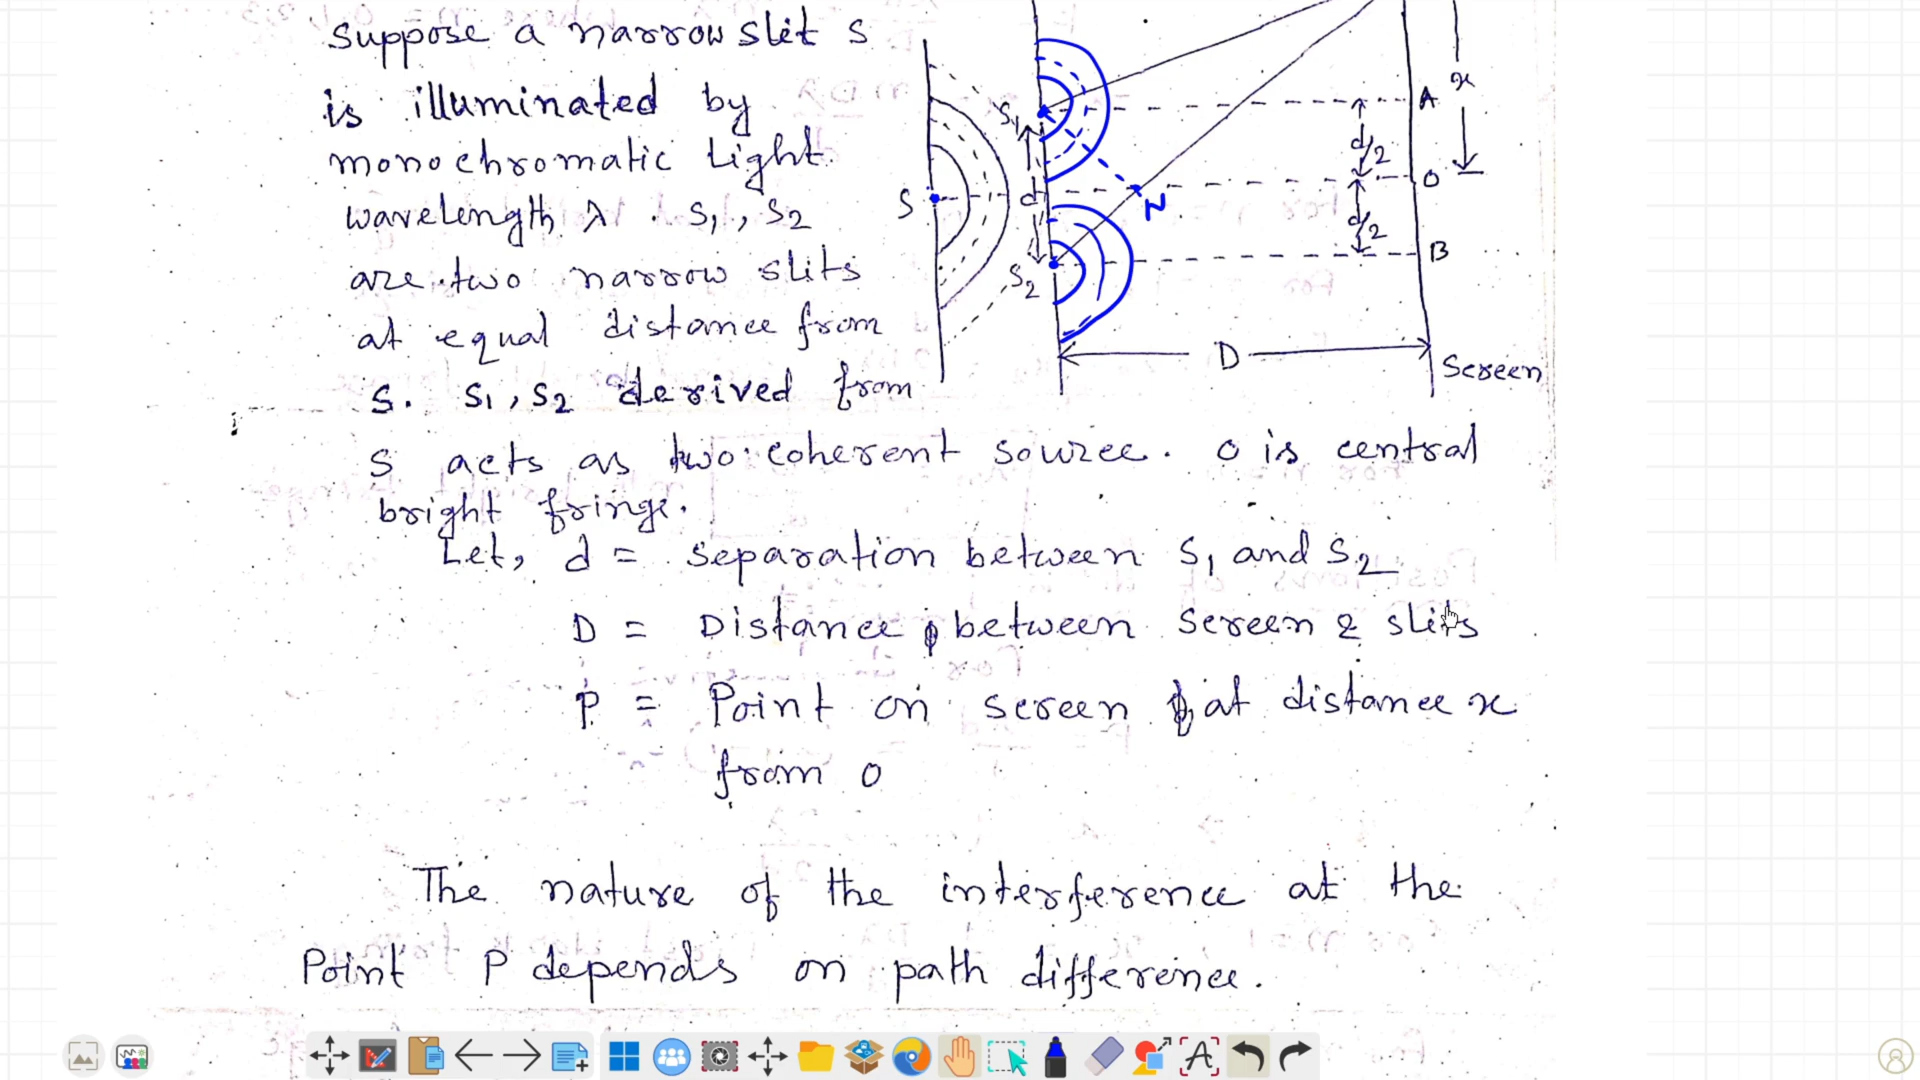 Suppose a narrow slit S
is illuminated by
monochromatic light
wavelength λ . S1, S2
are two narrow slits
at equal distance from
S. S1, S2 derived from
S acts as two coherent source. O is central
bright fringe.
Let, d = separation between S1 and S2
D = Distance between screen & slits
P = Point on screen at distance x
from O
The nature of the interference at the
Point P depends on path difference.
S
S1
d
S2
N
D
A
d/2
O
d/2
B
x
Screen